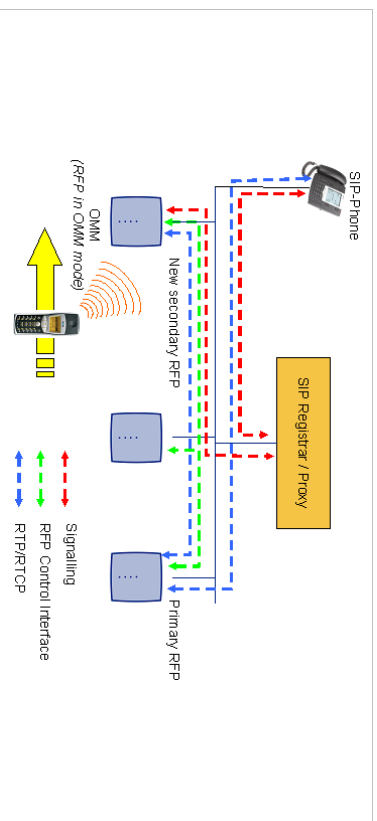 SIP-Phone
SIP Registrar / Proxy
OMM
(RFP in OMM mode)
New secondary RFP
Primary RFP
Signalling
RFP Control Interface
RTP/RTCP